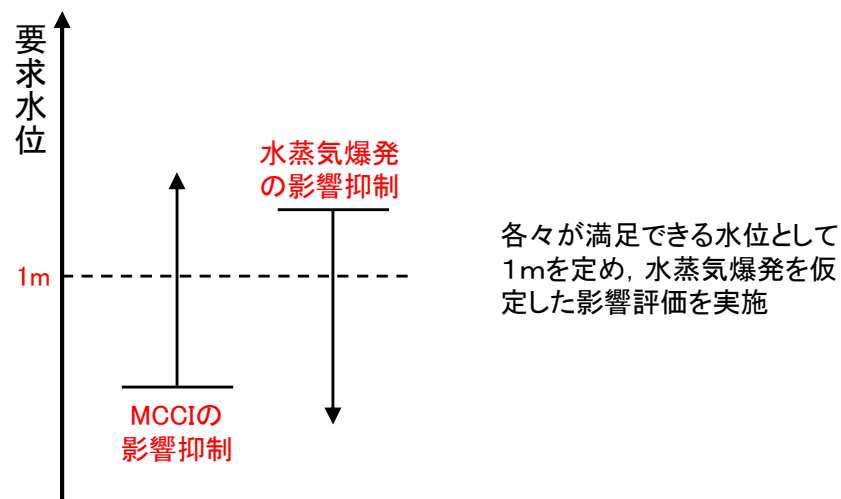 要求水位
水蒸気爆発
の影響抑制
1m
MCCIの
影響抑制
各々が満足できる水位として
1mを定め，水蒸気爆発を仮
定した影響評価を実施